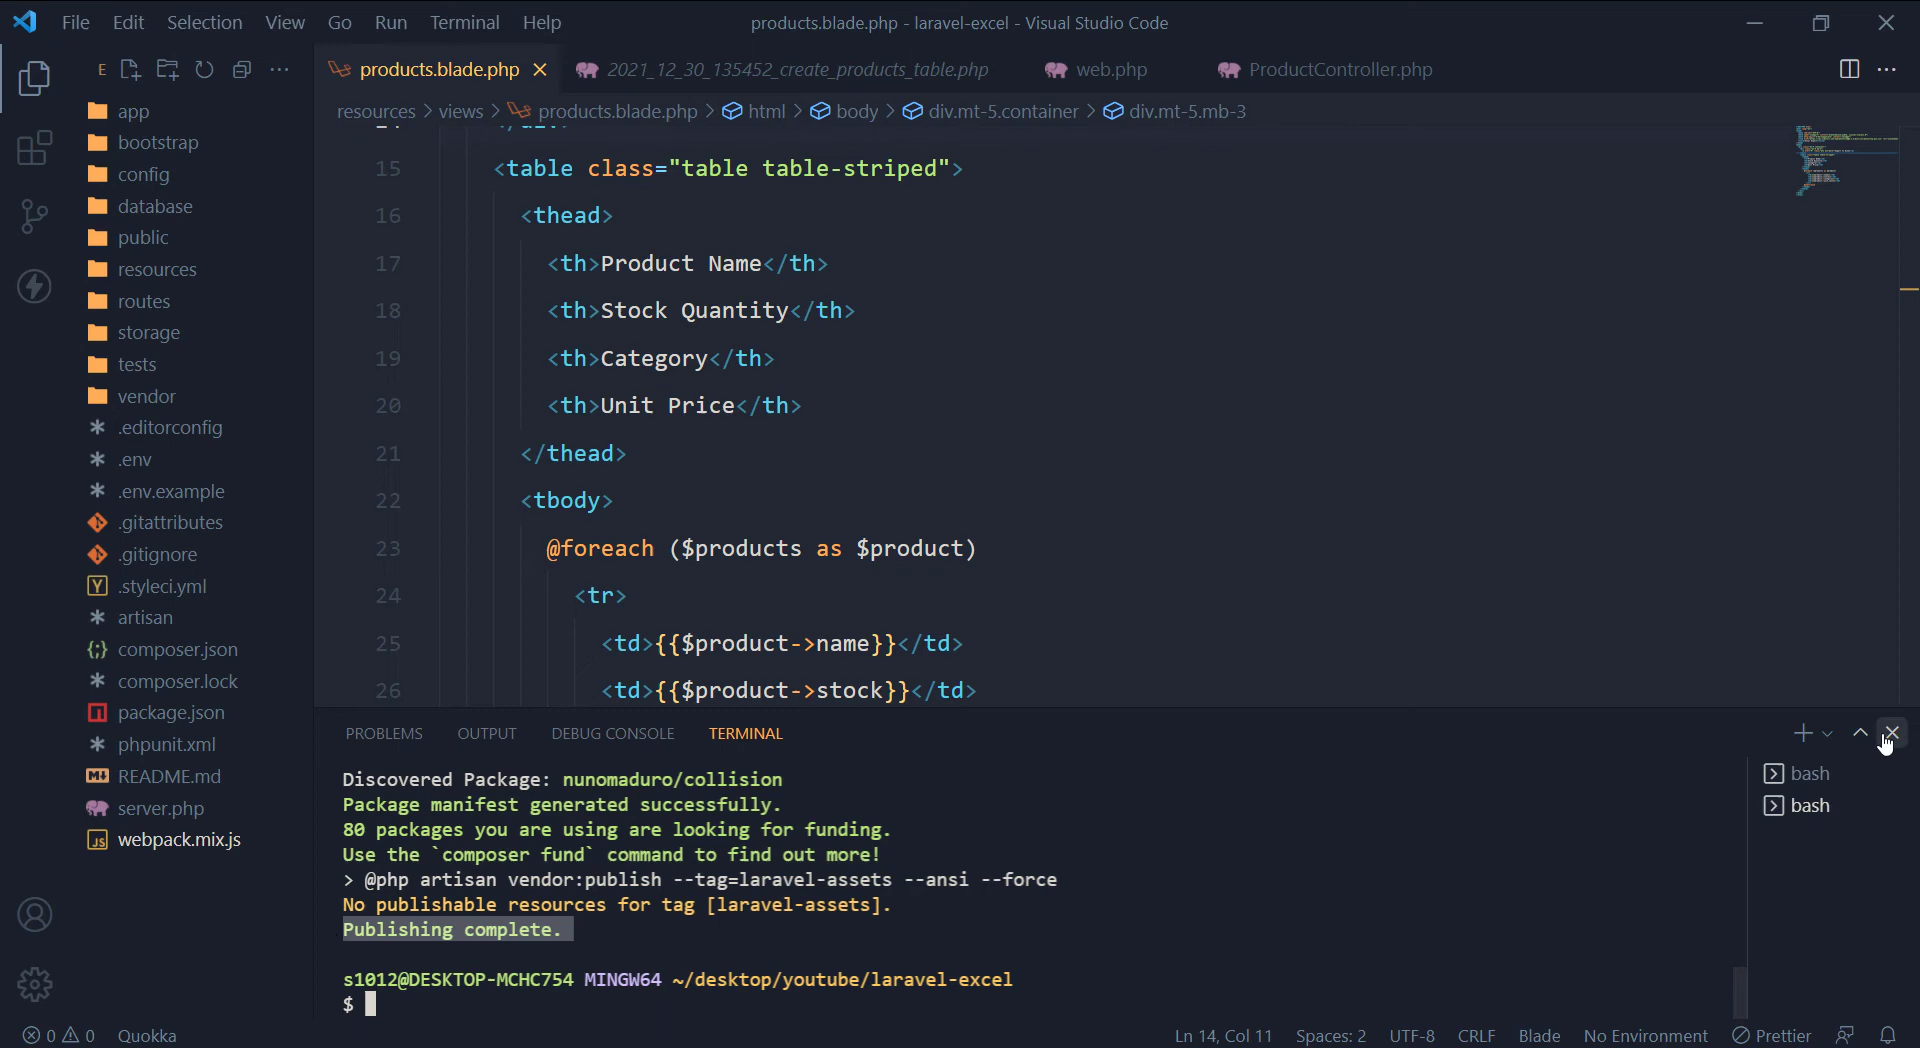 File Edit Selection View Go Run Terminal Help products.blade.php - laravel-excel - Visual Studio Code
E
products.blade.php 2021_12_30_135452_create_products_table.php web.php ProductController.php
resources > views > products.blade.php > html > body > div.mt-5.container > div.mt-5.mb-3
app
bootstrap
config
database
public
resources
routes
storage
tests
vendor
.editorconfig
.env
.env.example
.gitattributes
.gitignore
.styleci.yml
artisan
composer.json
composer.lock
package.json
phpunit.xml
README.md
server.php
webpack.mix.js
15 <table class="table table-striped">
16 <thead>
17 <th>Product Name</th>
18 <th>Stock Quantity</th>
19 <th>Category</th>
20 <th>Unit Price</th>
21 </thead>
22 <tbody>
23 @foreach ($products as $product)
24 <tr>
25 <td>{{$product->name}}</td>
26 <td>{{$product->stock}}</td>
PROBLEMS OUTPUT DEBUG CONSOLE TERMINAL
Discovered Package: nunomaduro/collision
Package manifest generated successfully.
80 packages you are using are looking for funding.
Use the `composer fund` command to find out more!
> @php artisan vendor:publish --tag=laravel-assets --ansi --force
No publishable resources for tag [laravel-assets].
Publishing complete.
s1012@DESKTOP-MCHC754 MINGW64 ~/desktop/youtube/laravel-excel
$
bash
bash
0 0 Quokka Ln 14, Col 11 Spaces: 2 UTF-8 CRLF Blade No Environment Prettier